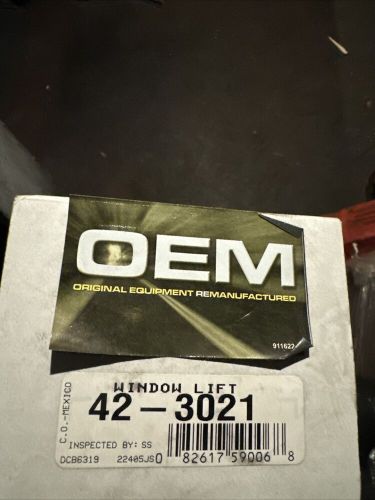 OEM
ORIGINAL EQUIPMENT REMANUFACTURED
911622
WINDOW LIFT
42-3021
C.O.-MEXICO
INSPECTED BY: SS
DCB6319 22405JS
0 82617 59006 8